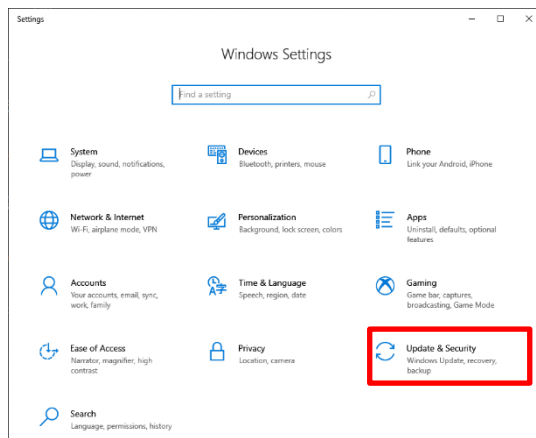 Settings
Windows Settings
Find a setting
System
Display, sound, notifications,
power
Devices
Bluetooth, printers, mouse
Phone
Link your Android, iPhone
Network & Internet
Wi-Fi, airplane mode, VPN
Personalization
Background, lock screen, colors
Apps
Uninstall, defaults, optional
features
Accounts
Your accounts, email, sync,
work, family
Time & Language
Speech, region, date
Gaming
Game bar, captures,
broadcasting, Game Mode
Ease of Access
Narrator, magnifier, high
contrast
Privacy
Location, camera
Update & Security
Windows Update, recovery,
backup
Search
Language, permissions, history